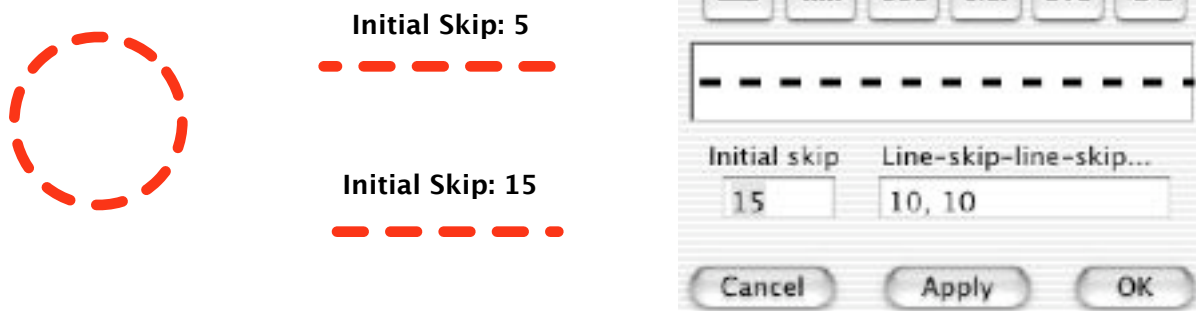 Initial Skip: 5
Initial Skip: 15
Initial skip
Line-skip-line-skip...
15
10, 10
Cancel
Apply
OK